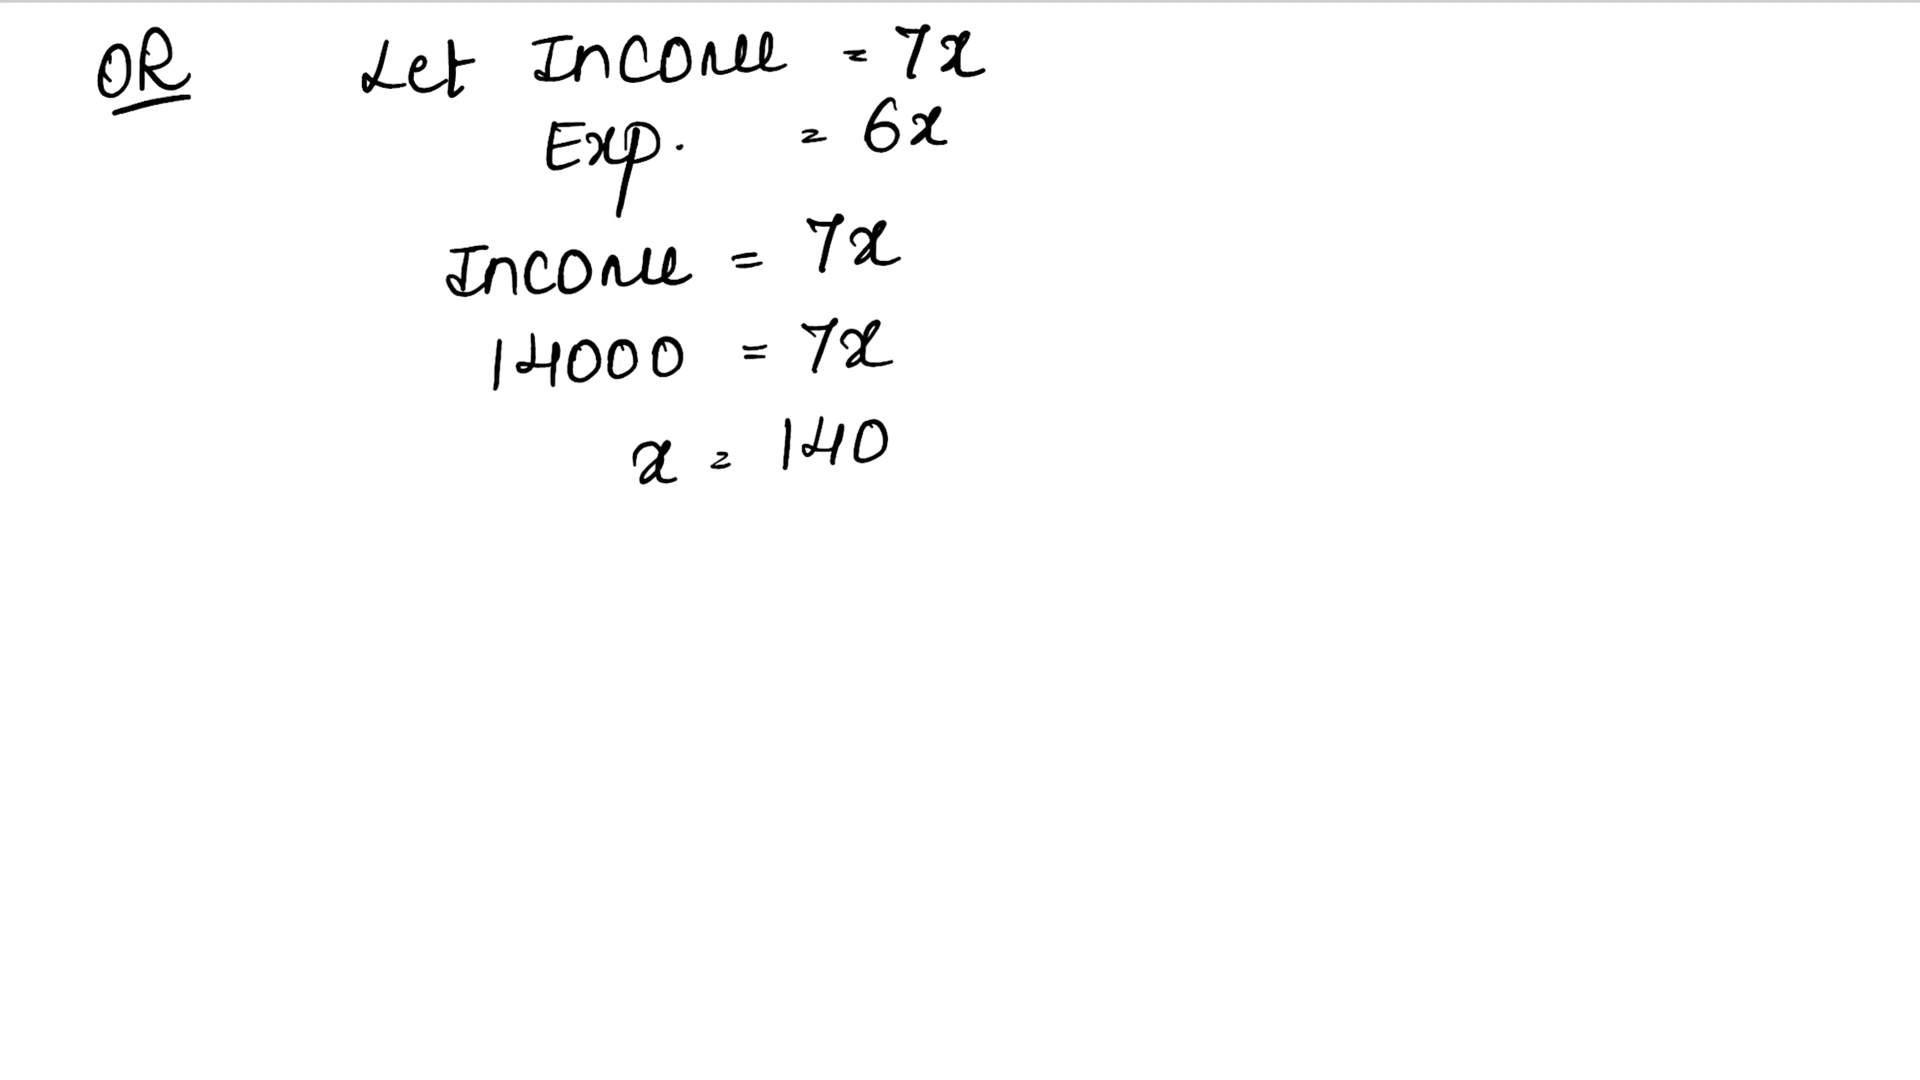 OR Let Income = 7x
Exp. = 6x
Income = 7x
14000 = 7x
x = 140